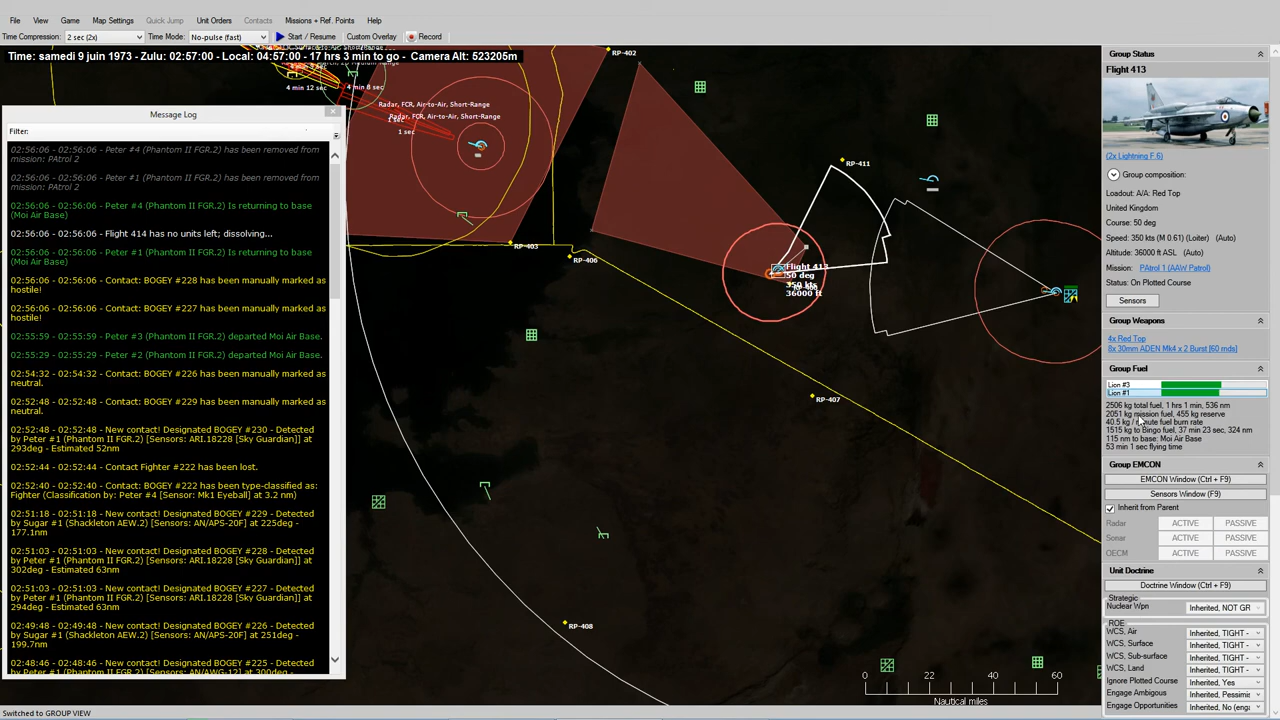 File View Game Map Settings Quick Jump Unit Orders Contacts Missions + Ref. Points Help
Time Compression: 2 sec (2x) Time Mode: No-pulse (fast) Start / Resume Custom Overlay Record
Time: samedi 9 juin 1973 - Zulu: 02:57:00 - Local: 04:57:00 - 17 hrs 3 min to go - Camera Alt: 523205m
4 min 12 sec 4 min 8 sec
Radar, FCR, Air-to-Air, Short-Range
Radar, FCR, Air-to-Air, Short-Range
1 sec
1 sec
RP-402
RP-411
RP-403
RP-406
RP-407
RP-408
Flight 413
50 deg
350 kts
36000 ft
0 22 45 60
Nautical miles
Message Log
Filter:
02:56:06 - 02:56:06 - Peter #4 (Phantom II FGR.2) has been removed from
mission: PAtrol 2
02:56:06 - 02:56:06 - Peter #1 (Phantom II FGR.2) has been removed from
mission: PAtrol 2
02:56:06 - 02:56:06 - Peter #4 (Phantom II FGR.2) Is returning to base
(Moi Air Base)
02:56:06 - 02:56:06 - Flight 414 has no units left; dissolving...
02:56:06 - 02:56:06 - Peter #1 (Phantom II FGR.2) Is returning to base
(Moi Air Base)
02:56:06 - 02:56:06 - Contact: BOGEY #228 has been manually marked as
hostile!
02:56:06 - 02:56:06 - Contact: BOGEY #227 has been manually marked as
hostile!
02:55:59 - 02:55:59 - Peter #3 (Phantom II FGR.2) departed Moi Air Base.
02:55:29 - 02:55:29 - Peter #2 (Phantom II FGR.2) departed Moi Air Base.
02:54:32 - 02:54:32 - Contact: BOGEY #226 has been manually marked as
neutral.
02:52:48 - 02:52:48 - Contact: BOGEY #229 has been manually marked as
neutral.
02:52:48 - 02:52:48 - New contact! Designated BOGEY #230 - Detected
by Peter #1 (Phantom II FGR.2) [Sensors: ARI.18228 [Sky Guardian]] at
293deg - Estimated 52nm
02:52:44 - 02:52:44 - Contact Fighter #222 has been lost.
02:52:40 - 02:52:40 - Contact: BOGEY #222 has been type-classified as:
Fighter (Classification by: Peter #4 [Sensor: Mk1 Eyeball] at 3.2 nm)
02:51:18 - 02:51:18 - New contact! Designated BOGEY #229 - Detected
by Sugar #1 (Shackleton AEW.2) [Sensors: AN/APS-20F] at 225deg -
177.1nm
02:51:03 - 02:51:03 - New contact! Designated BOGEY #228 - Detected
by Peter #1 (Phantom II FGR.2) [Sensors: ARI.18228 [Sky Guardian]] at
302deg - Estimated 63nm
02:51:03 - 02:51:03 - New contact! Designated BOGEY #227 - Detected
by Peter #1 (Phantom II FGR.2) [Sensors: ARI.18228 [Sky Guardian]] at
294deg - Estimated 63nm
02:49:48 - 02:49:48 - New contact! Designated BOGEY #226 - Detected
by Sugar #1 (Shackleton AEW.2) [Sensors: AN/APS-20F] at 251deg -
199.7nm
02:48:46 - 02:48:46 - New contact! Designated BOGEY #225 - Detected
by Peter #1 (Phantom II FGR.2) [Sensors: AN/AWG-12] at 300deg -
Switched to GROUP VIEW
Group Status
Flight 413
(2x Lightning F.6)
Group composition:
Loadout: A/A: Red Top
United Kingdom
Course: 50 deg
Speed: 350 kts (M 0.61) (Loiter) (Auto)
Altitude: 36000 ft ASL (Auto)
Mission: PAtrol 1 (AAW Patrol)
Status: On Plotted Course
Sensors
Group Weapons
4x Red Top
8x 30mm ADEN Mk4 x 2 Burst [60 rnds]
Group Fuel
Lion #3
Lion #1
2506 kg total fuel, 1 hrs 1 min, 536 nm
2051 kg mission fuel, 455 kg reserve
40.5 kg / minute fuel burn rate
1515 kg to Bingo fuel, 37 min 23 sec, 324 nm
115 nm to base: Moi Air Base
53 min 1 sec flying time
Group EMCON
EMCON Window (Ctrl + F9)
Sensors Window (F9)
Inherit from Parent
Radar ACTIVE PASSIVE
Sonar ACTIVE PASSIVE
OECM ACTIVE PASSIVE
Unit Doctrine
Doctrine Window (Ctrl + F9)
Strategic
Nuclear Wpn Inherited, NOT GR
ROE
WCS, Air Inherited, TIGHT -
WCS, Surface Inherited, TIGHT -
WCS, Sub-surface Inherited, TIGHT -
WCS, Land Inherited, TIGHT -
Ignore Plotted Course Inherited, Yes
Engage Ambigous Inherited, Pessimis
Engage Opportunities Inherited, No (eng